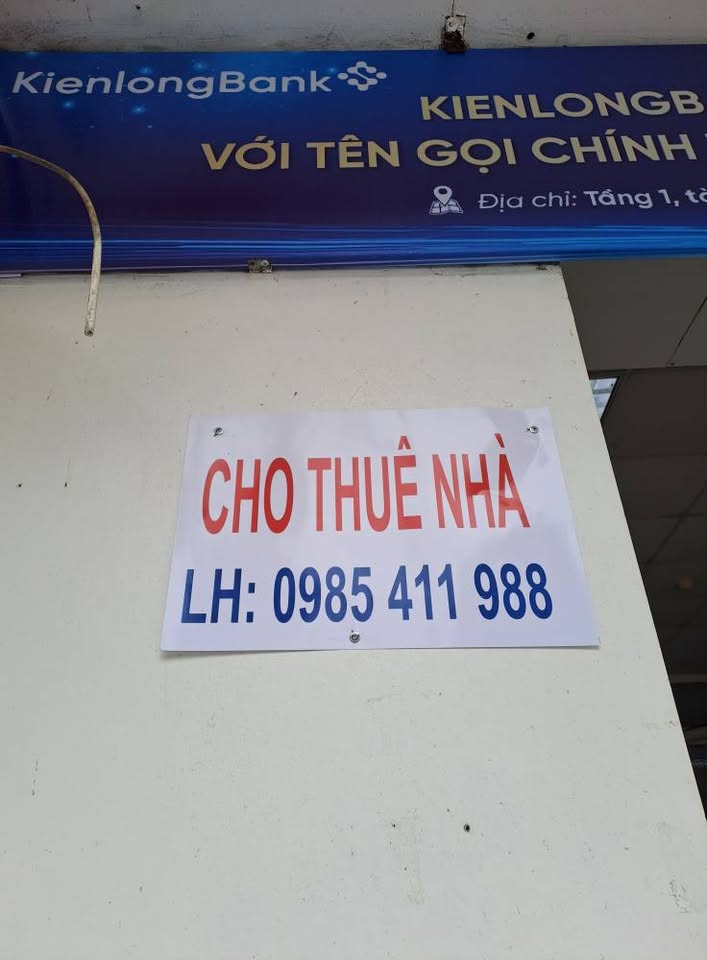 KienlongBank
KIENLONGB
VỚI TÊN GỌI CHÍNH
Địa chỉ: Tầng 1,
CHO THUÊ NHÀ
LH: 0985 411 988